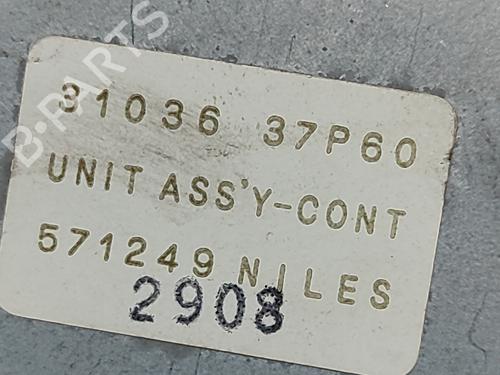 31036 37P60
UNIT ASS'Y-CONT
571249 NILES
2908
B-PARTS